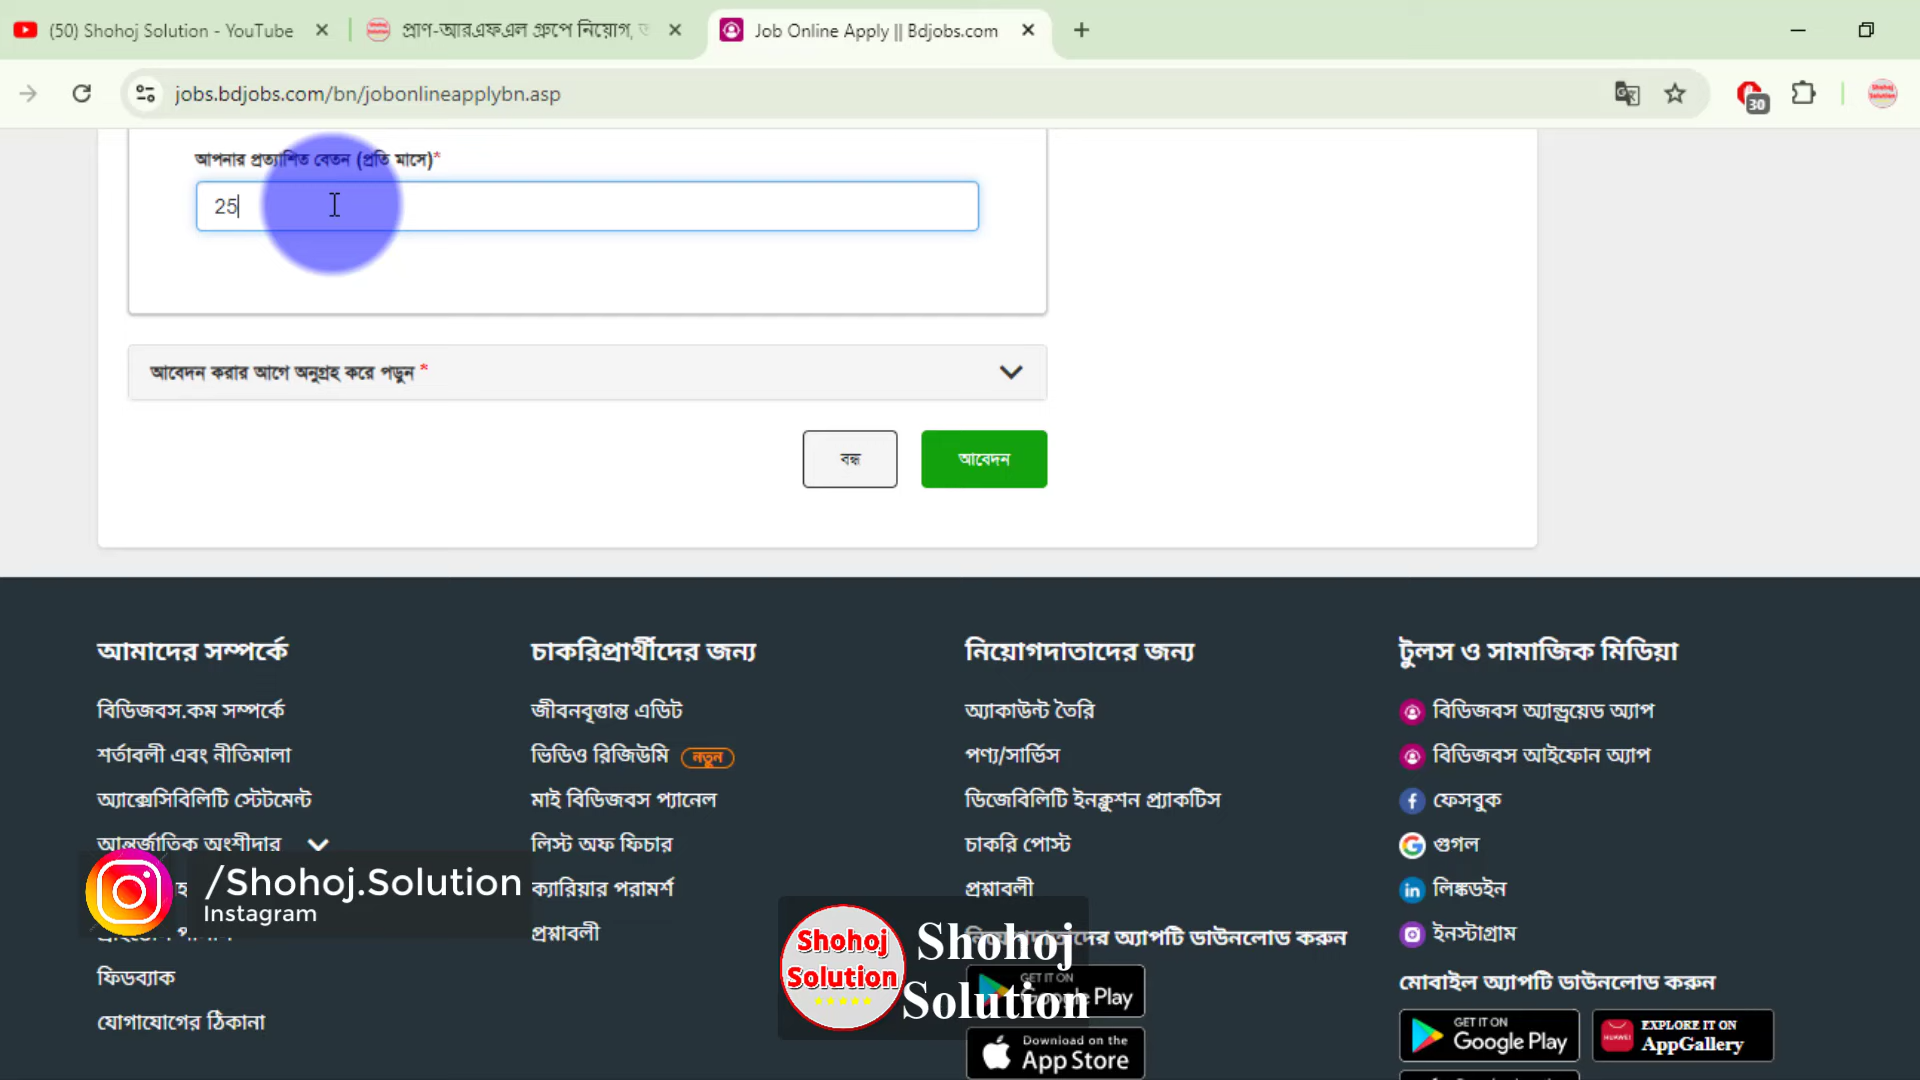 (50) Shohoj Solution - YouTube
প্রাণ-আরএফএল গ্রুপে নিয়োগ,
Job Online Apply || Bdjobs.com
jobs.bdjobs.com/bn/jobonlineapplybn.asp
30
আপনার প্রত্যাশিত বেতন (প্রতি মাসে)*
25
আবেদন করার আগে অনুগ্রহ করে পড়ুন *
বন্ধ
আবেদন
আমাদের সম্পর্কে
বিডিজবস.কম সম্পর্কে
শর্তাবলী এবং নীতিমালা
অ্যাক্সেসিবিলিটি স্টেটমেন্ট
আন্তর্জাতিক অংশীদার
/Shohoj.Solution
Instagram
ফিডব্যাক
যোগাযোগের ঠিকানা
চাকরিপ্রার্থীদের জন্য
জীবনবৃত্তান্ত এডিট
ভিডিও রিজিউমি নতুন
মাই বিডিজবস প্যানেল
লিস্ট অফ ফিচার
ক্যারিয়ার পরামর্শ
প্রশ্নাবলী
নিয়োগদাতাদের জন্য
অ্যাকাউন্ট তৈরি
পণ্য/সার্ভিস
ডিজেবিলিটি ইনক্লুশন প্র্যাকটিস
চাকরি পোস্ট
প্রশ্নাবলী
অ্যাপটি ডাউনলোড করুন
GET IT ON
Google Play
Download on the
App Store
Shohoj
Solution
Shohoj
Solution
টুলস ও সামাজিক মিডিয়া
বিডিজবস অ্যান্ড্রয়েড অ্যাপ
বিডিজবস আইফোন অ্যাপ
ফেসবুক
গুগল
লিঙ্কডইন
ইনস্টাগ্রাম
মোবাইল অ্যাপটি ডাউনলোড করুন
GET IT ON
Google Play
HUAWEI
EXPLORE IT ON
AppGallery